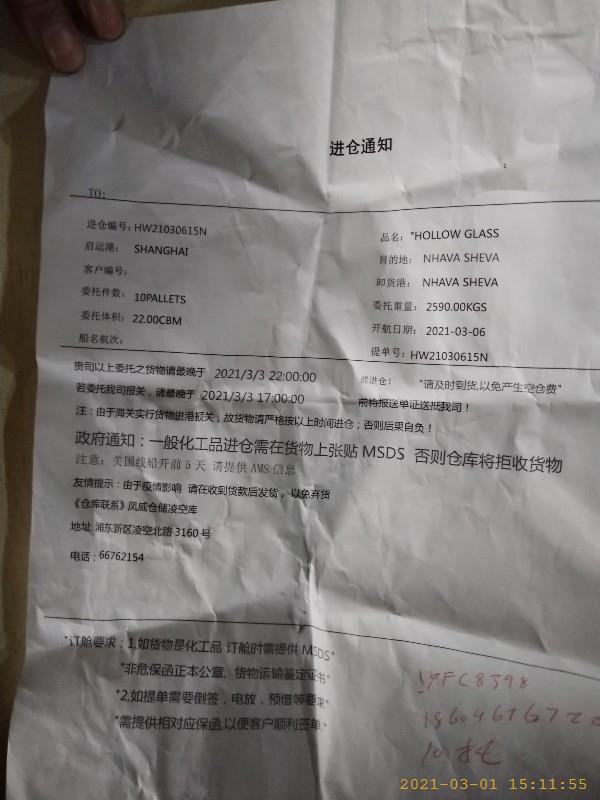 进仓通知
TO:
进仓编号: HW21030615N
品名: "HOLLOW GLASS
启运港: SHANGHAI
目的地: NHAVA SHEVA
客户编号:
卸货港: NHAVA SHEVA
委托件数: 10PALLETS
委托重量: 2590.00KGS
委托体积: 22.00CBM
开航日期: 2021-03-06
船名航次:
提单号: HW21030615N
贵司以上委托之货物请最晚于 2021/3/3 22:00:00 前进仓! "请及时到货,以免产生空仓费"
若委托我司报关,请最晚于 2021/3/3 17:00:00 前将报送单证送抵我司!
注:由于海关实行货物进港报关,故货物请严格按以上时间进仓;否则后果自负!
政府通知:一般化工品进仓需在货物上张贴 MSDS 否则仓库将拒收货物
注意: 美国线船开前 5 天 请提供 AMS 信息
友情提示:由于疫情影响 请在收到货款后发货,以免弃货
《仓库联系》凤威仓储凌空库
地址:浦东新区凌空北路 3160 号
电话:66762154
"订舱要求:1,如货物是化工品 订舱时需提供 MSDS"
"非危保函正本公章, 货物运输鉴定证书"
"2,如提单需要倒签,电放,预借等要求"
"需提供相对应保函,以便客户顺利签单"
FC8398
2021-03-01 15:11:55